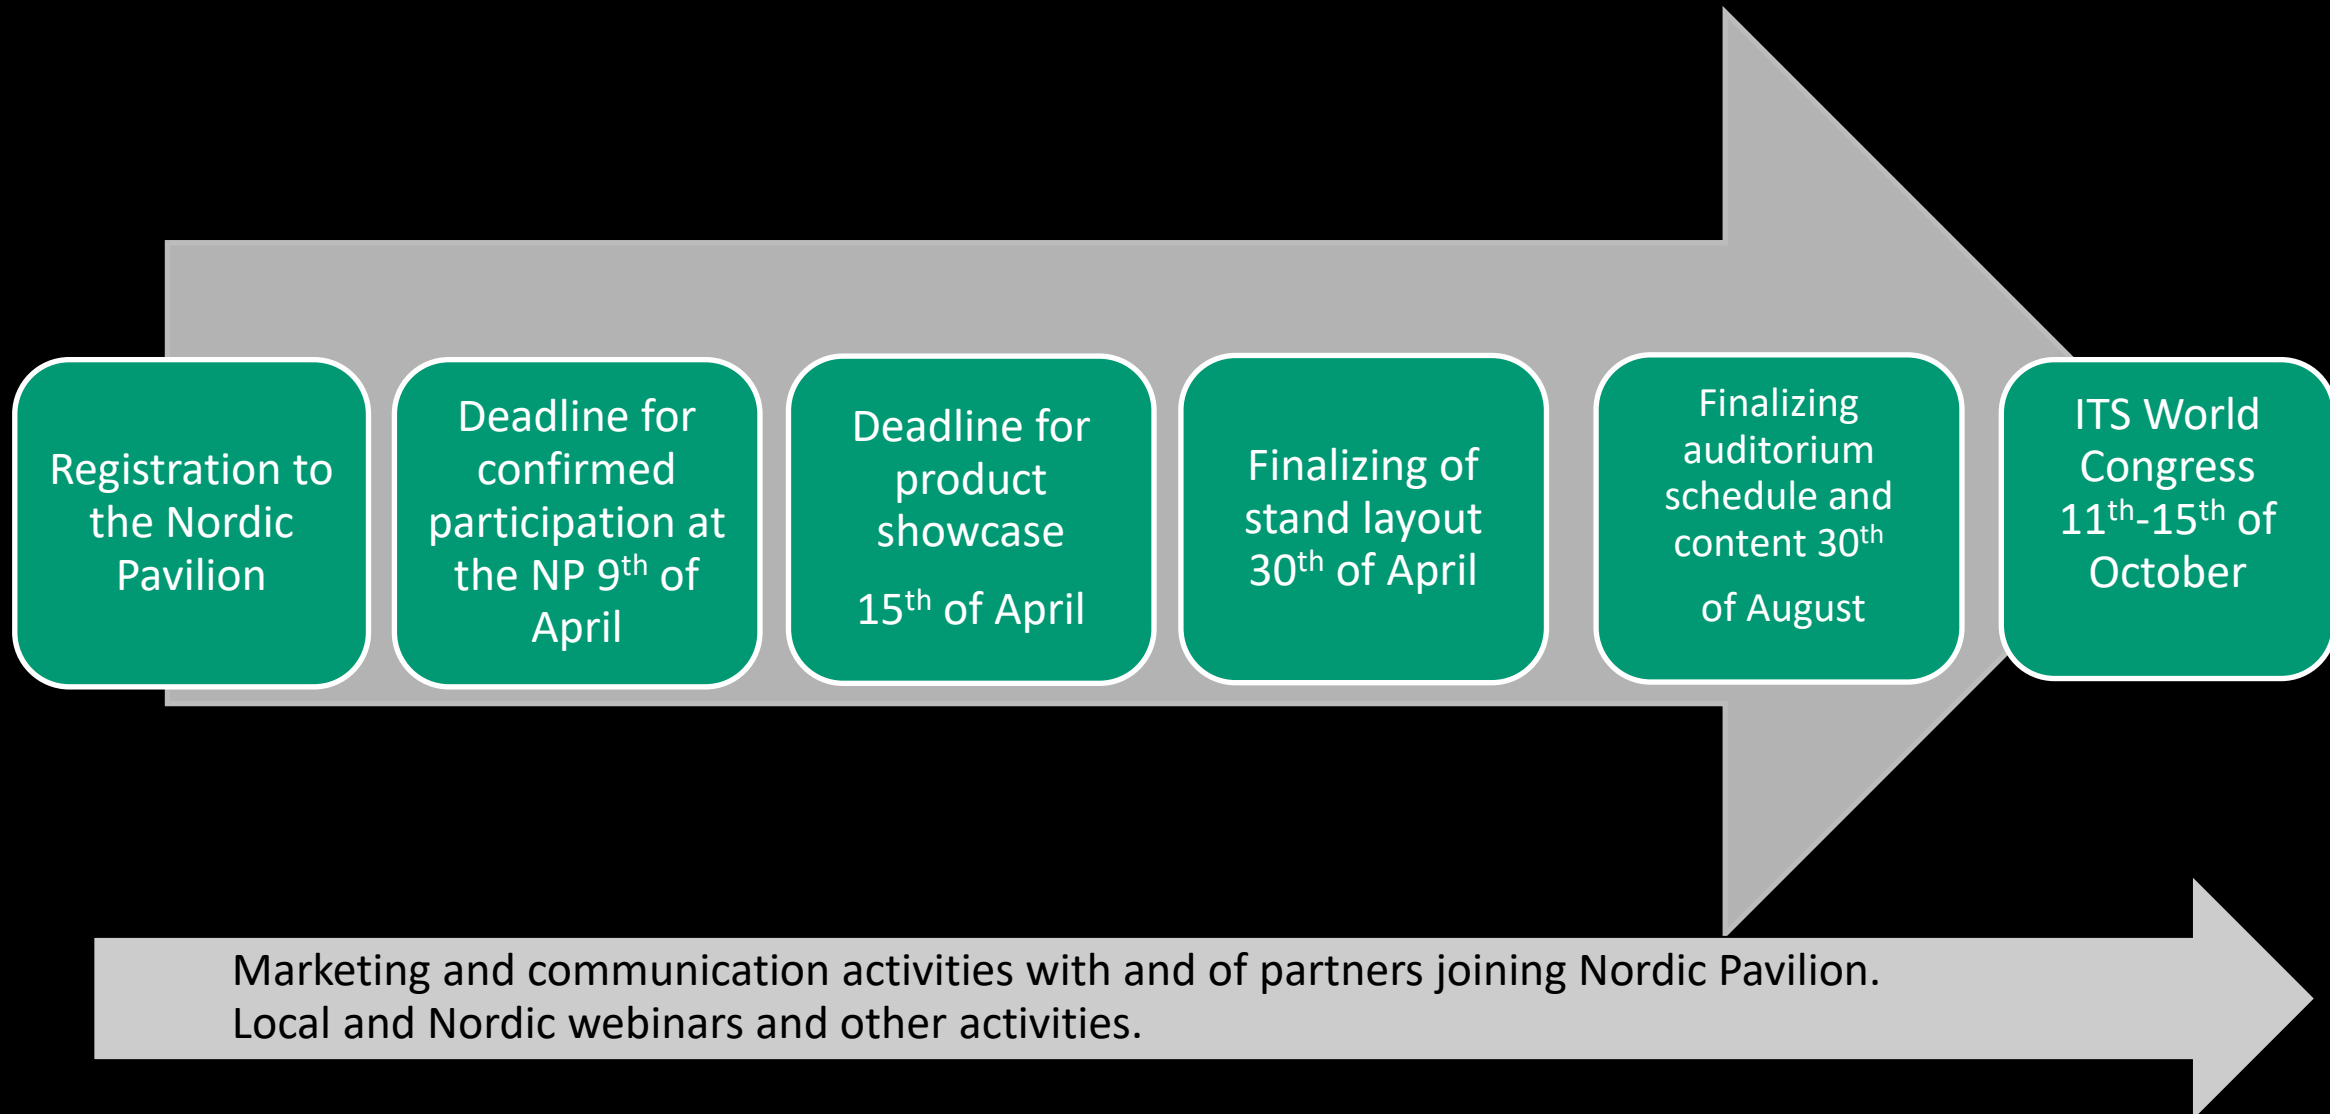 Registration to
the Nordic
Pavilion
Deadline for
confirmed
participation at
the NP 9th of
April
Deadline for
product
showcase
15th of April
Finalizing of
stand layout
30th of April
Finalizing
auditorium
schedule and
content 30th
of August
ITS World
Congress
11th-15th of
October
Marketing and communication activities with and of partners joining Nordic Pavilion.
Local and Nordic webinars and other activities.